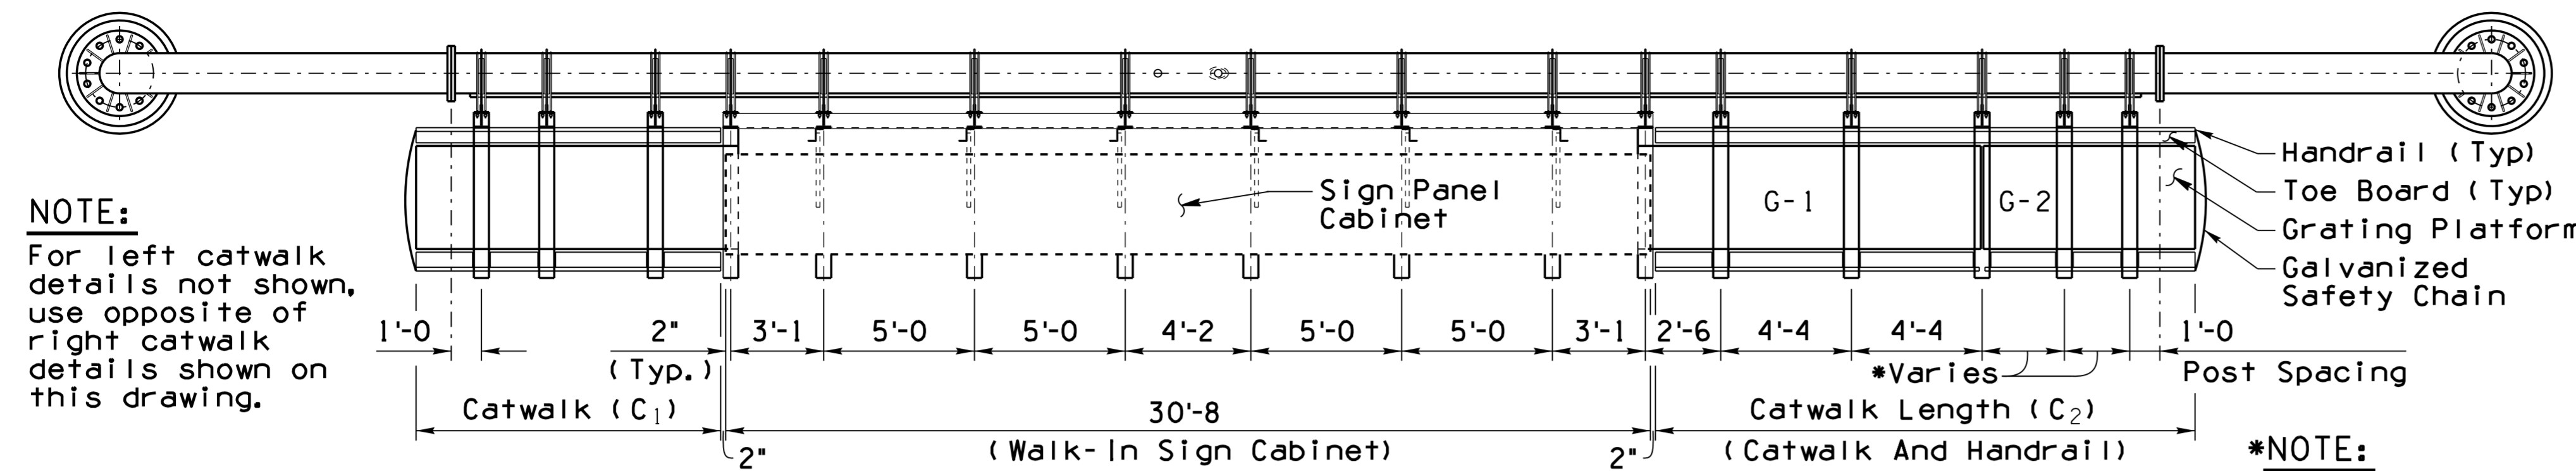 NOTE:
For left catwalk
details not shown,
use opposite of
right catwalk
details shown on
this drawing.
Sign Panel
Cabinet
G-1
G-2
Handrail (Typ)
Toe Board (Typ)
Grating Platform
Galvanized
Safety Chain
1'-0 2" 3'-1 5'-0 5'-0 4'-2 5'-0 5'-0 3'-1 2'-6 4'-4 4'-4 1'-0
(Typ.)
*Varies
Post Spacing
Catwalk (C₁)
30'-8
Catwalk Length (C₂)
2"
(Walk-In Sign Cabinet)
2"
(Catwalk And Handrail)
*NOTE: